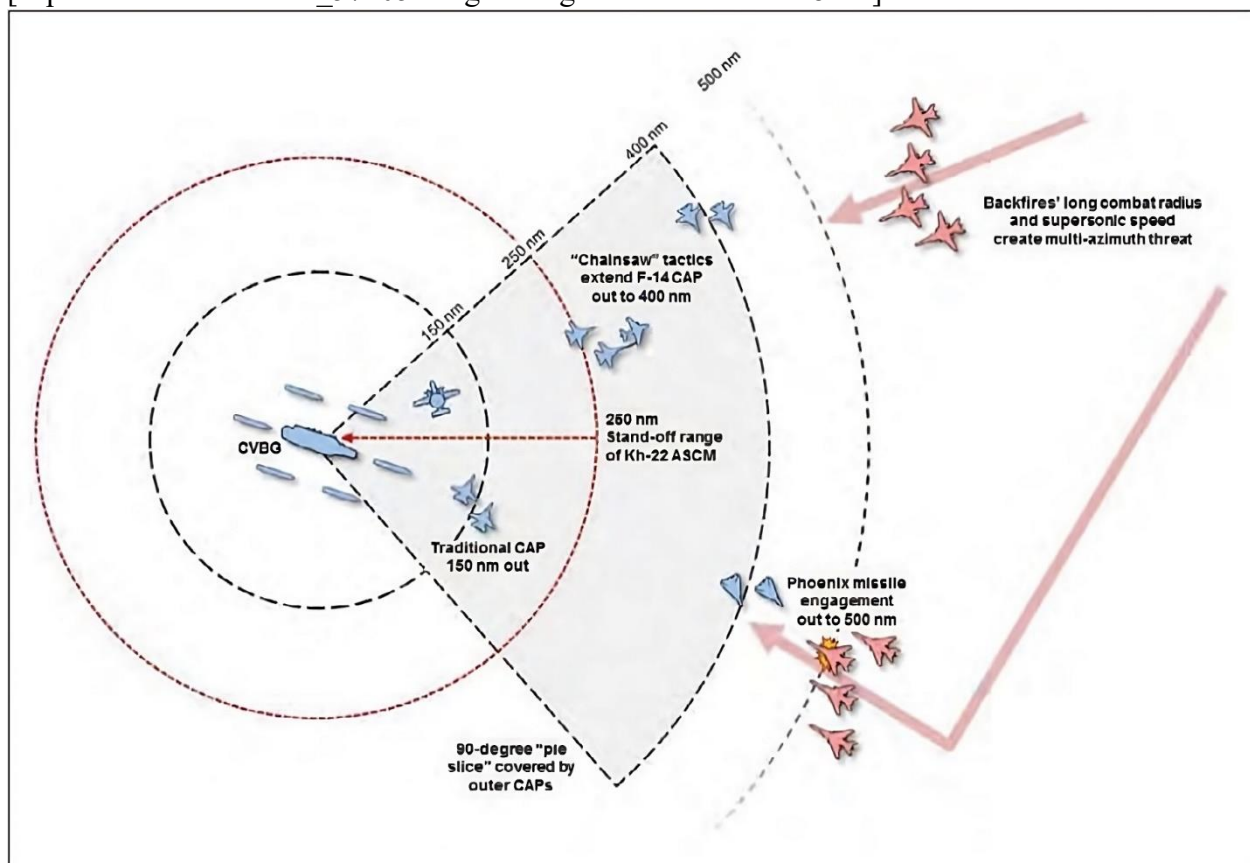 500 nm
400 nm
250 nm
150 nm
Backfires' long combat radius
and supersonic speed
create multi-azimuth threat
"Chainsaw" tactics
extend F-14 CAP
out to 400 nm
CVBG
250 nm
Stand-off range
of Kh-22 ASCM
Traditional CAP
150 nm out
Phoenix missile
engagement
out to 500 nm
90-degree "pie
slice" covered by
outer CAPs